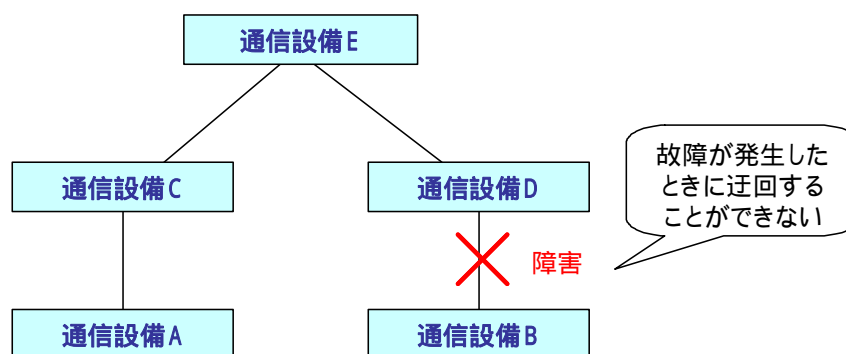 通信設備E
通信設備C
通信設備D
故障が発生した
ときに迂回する
ことができない
障害
通信設備A
通信設備B